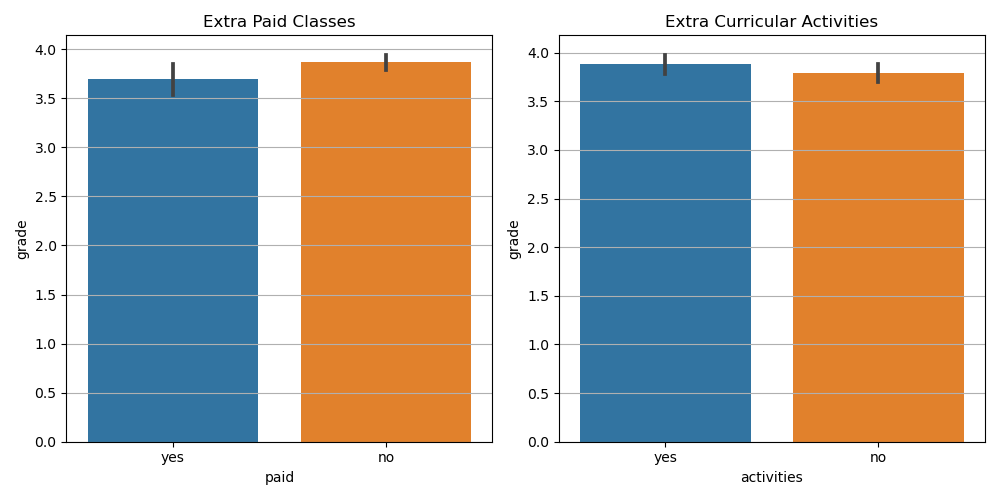 Extra Paid Classes
grade
4.0
3.5
3.0
2.5
2.0
1.5
1.0
0.5
0.0
yes
no
paid
Extra Curricular Activities
grade
4.0
3.5
3.0
2.5
2.0
1.5
1.0
0.5
0.0
yes
no
activities